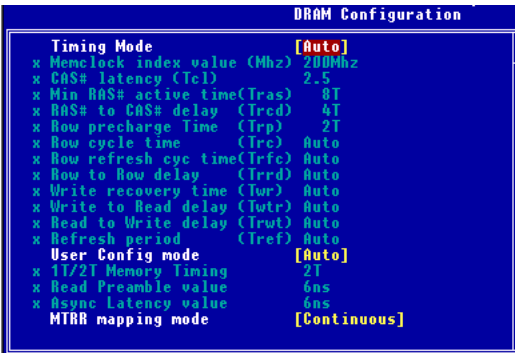 DRAM Configuration
Timing Mode [Auto]
x Memclock index value (Mhz) 200Mhz
x CAS# latency (Tcl) 2.5
x Min RAS# active time(Tras) 8T
x RAS# to CAS# delay (Trcd) 4T
x Row precharge Time (Trp) 2T
x Row cycle time (Trc) Auto
x Row refresh cyc time(Trfc) Auto
x Row to Row delay (Trrd) Auto
x Write recovery time (Twr) Auto
x Write to Read delay (Twtr) Auto
x Read to Write delay (Trwt) Auto
x Refresh period (Tref) Auto
User Config mode [Auto]
x 1T/2T Memory Timing 2T
x Read Preamble value 6ns
x Async Latency value 6ns
MTRR mapping mode [Continuous]